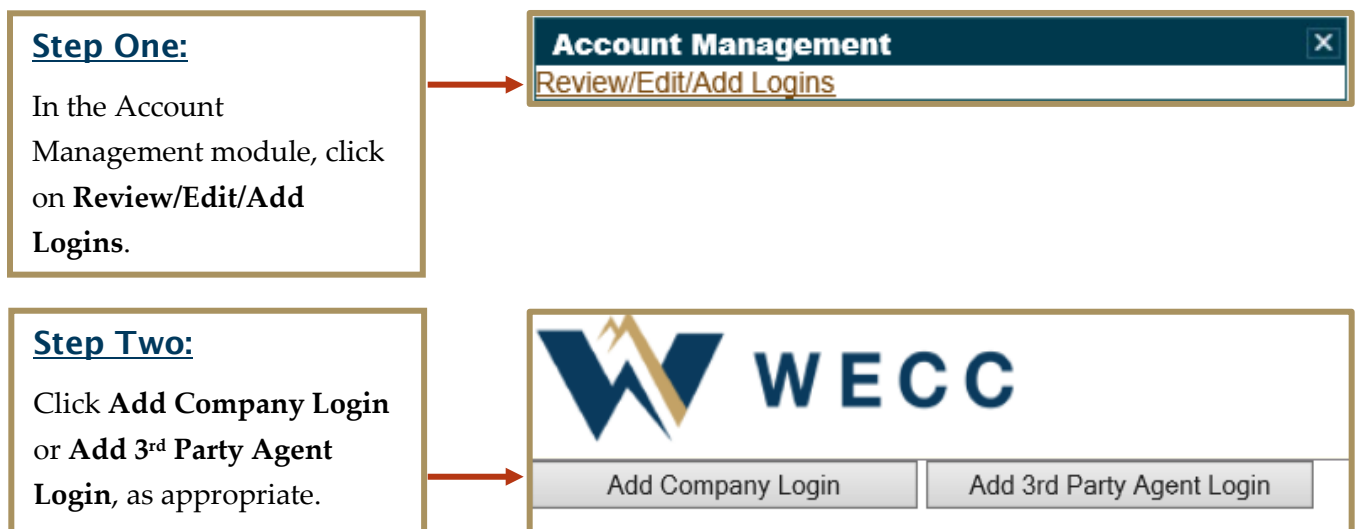 Step One:
In the Account
Management module, click
on Review/Edit/Add
Logins.
Account Management
Review/Edit/Add Logins
Step Two:
Click Add Company Login
or Add 3rd Party Agent
Login, as appropriate.
WECC
Add Company Login
Add 3rd Party Agent Login